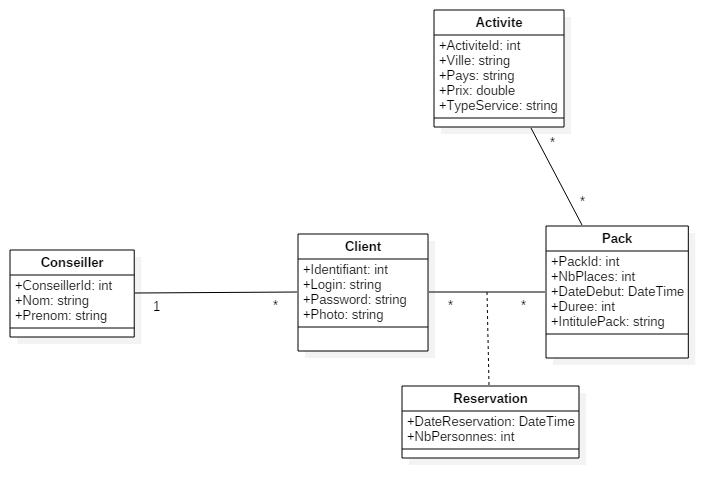 Activite
+ActiviteId: int
+Ville: string
+Pays: string
+Prix: double
+TypeService: string
*
*
Conseiller
+ConseillerId: int
+Nom: string
+Prenom: string
1
*
Client
+Identifiant: int
+Login: string
+Password: string
+Photo: string
*
*
Pack
+PackId: int
+NbPlaces: int
+DateDebut: DateTime
+Duree: int
+IntitulePack: string
Reservation
+DateReservation: DateTime
+NbPersonnes: int